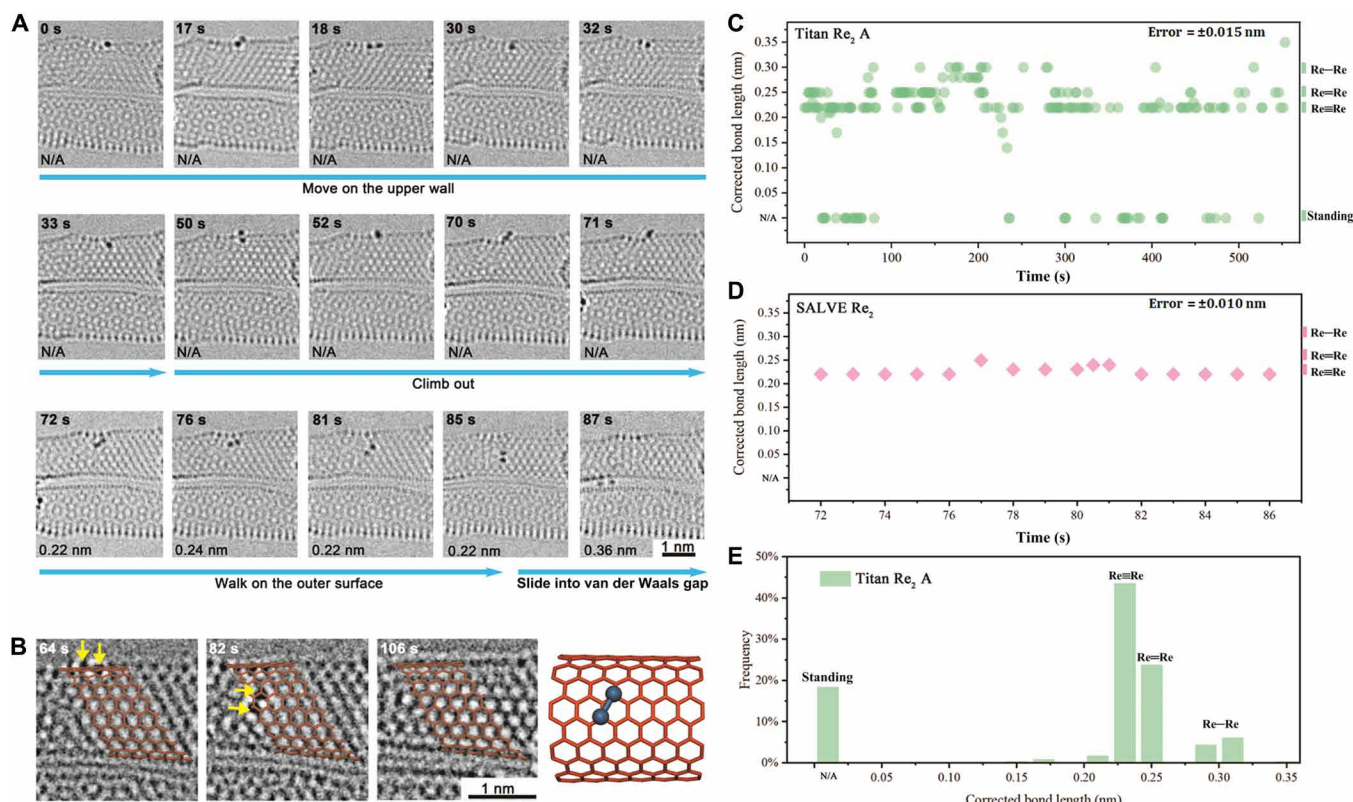 A
0 s
17 s
18 s
30 s
32 s
N/A
N/A
N/A
N/A
N/A
Move on the upper wall
33 s
50 s
52 s
70 s
71 s
N/A
N/A
N/A
N/A
N/A
Climb out
72 s
76 s
81 s
85 s
87 s
0.22 nm
0.24 nm
0.22 nm
0.22 nm
0.36 nm
1 nm
Walk on the outer surface
Slide into van der Waals gap
B
64 s
82 s
106 s
1 nm
C
Titan Re₂ A
Error = ±0.015 nm
Corrected bond length (nm)
0.35
0.30
0.25
0.20
0.15
0.10
0.05
N/A
Re—Re
Re=Re
Re≡Re
Standing
0
100
200
300
400
500
Time (s)
D
SALVE Re₂
Error = ±0.010 nm
Corrected bond length (nm)
0.35
0.30
0.25
0.20
0.15
0.10
0.05
N/A
Re—Re
Re=Re
Re≡Re
72
74
76
78
80
82
84
86
Time (s)
E
Titan Re₂ A
Frequency
50%
40%
30%
20%
10%
0%
Standing
Re≡Re
Re=Re
Re—Re
N/A
0.05
0.10
0.15
0.20
0.25
0.30
0.35
Corrected bond length (nm)